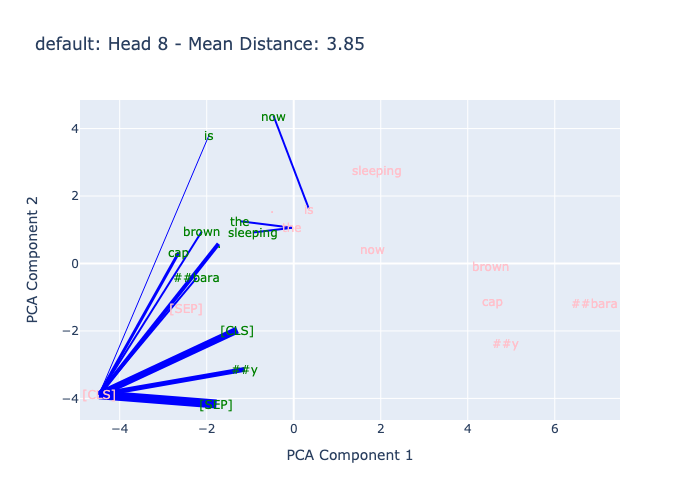 default: Head 8 - Mean Distance: 3.85
now
4
is
sleeping
2
is
the
the
brown
sleeping
now
cap
0
brown
##bara
cap
##bara
[SEP]
−2
[CLS]
##y
##y
[CLS]
−4
[SEP]
−4
−2
0
2
4
6
PCA Component 1
PCA Component 2